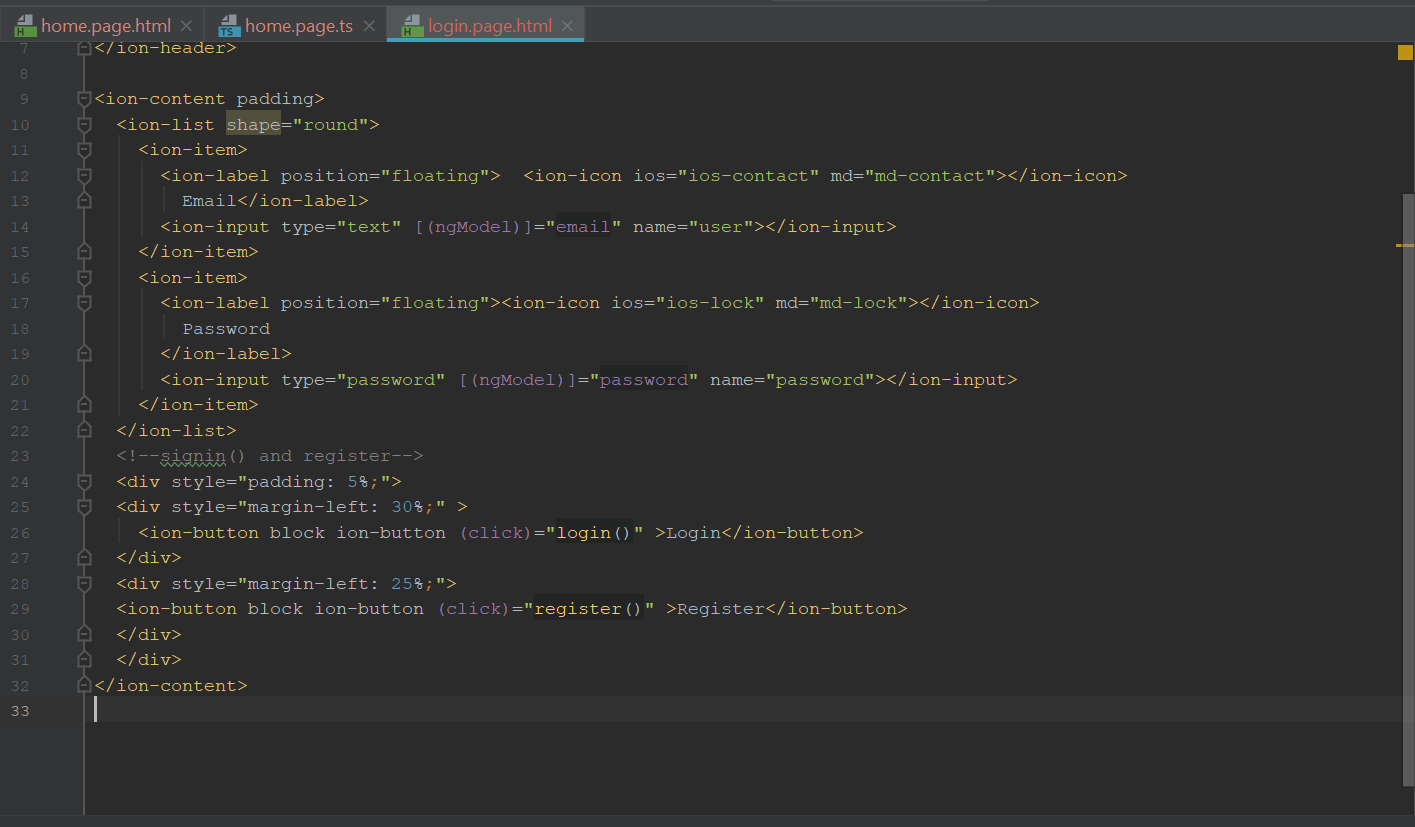 home.page.html × home.page.ts × login.page.html ×
7 </ion-header>
8
9 <ion-content padding>
10   <ion-list shape="round">
11     <ion-item>
12       <ion-label position="floating">  <ion-icon ios="ios-contact" md="md-contact"></ion-icon>
13         Email</ion-label>
14       <ion-input type="text" [(ngModel)]="email" name="user"></ion-input>
15     </ion-item>
16     <ion-item>
17       <ion-label position="floating"><ion-icon ios="ios-lock" md="md-lock"></ion-icon>
18         Password
19       </ion-label>
20       <ion-input type="password" [(ngModel)]="password" name="password"></ion-input>
21     </ion-item>
22   </ion-list>
23   <!--signin() and register-->
24   <div style="padding: 5%;">
25   <div style="margin-left: 30%;" >
26     <ion-button block ion-button (click)="login()" >Login</ion-button>
27   </div>
28   <div style="margin-left: 25%;">
29   <ion-button block ion-button (click)="register()" >Register</ion-button>
30   </div>
31   </div>
32 </ion-content>
33